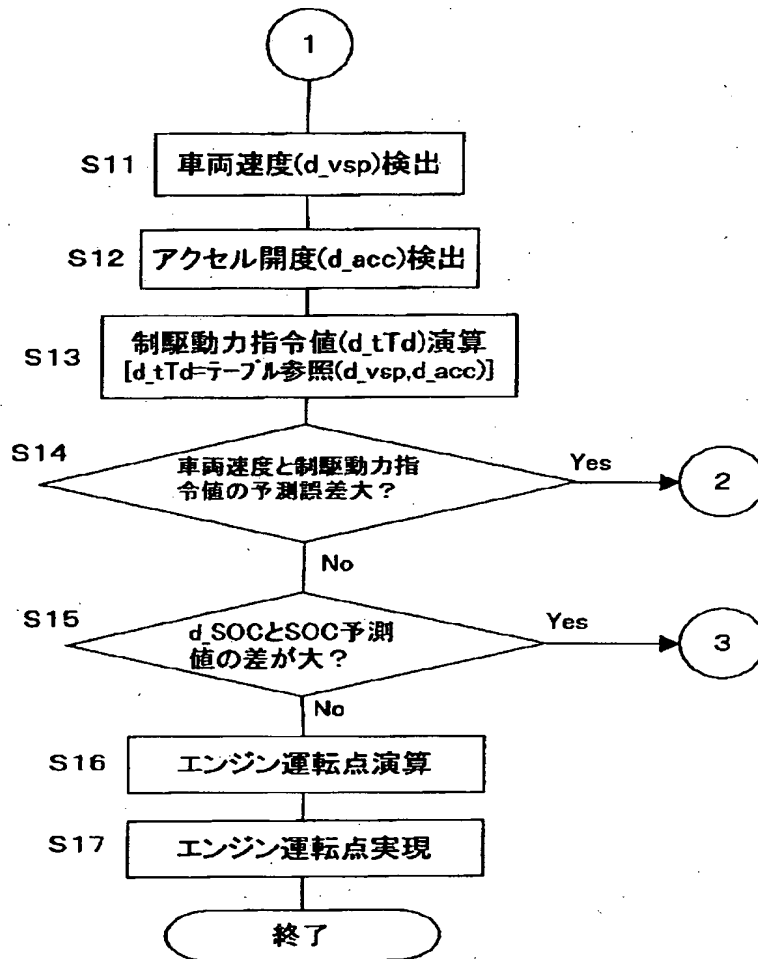 1
S11 車両速度(d_vsp)検出
S12 アクセル開度(d_acc)検出
S13 制駆動力指令値(d_tTd)演算
[d_tTd=テーブル参照(d_vsp,d_acc)]
S14
車両速度と制駆動力指
令値の予測誤差大?
Yes
2
No
S15
d_SOCとSOC予測
値の差が大?
Yes
3
No
S16 エンジン運転点演算
S17 エンジン運転点実現
終了